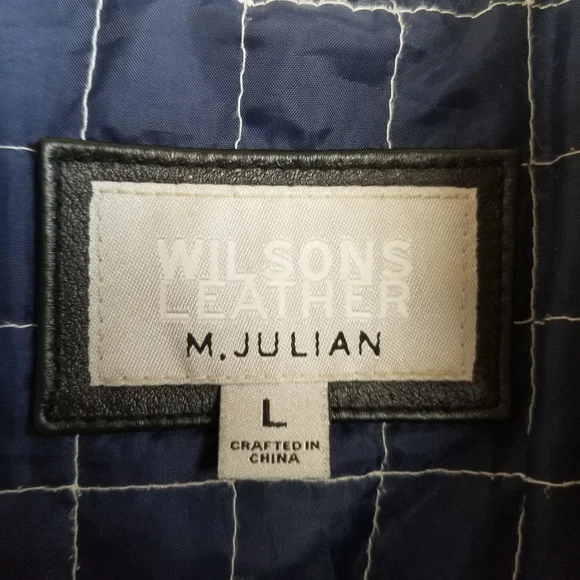 WILSONS
LEATHER
M.JULIAN
L
CRAFTED IN
CHINA